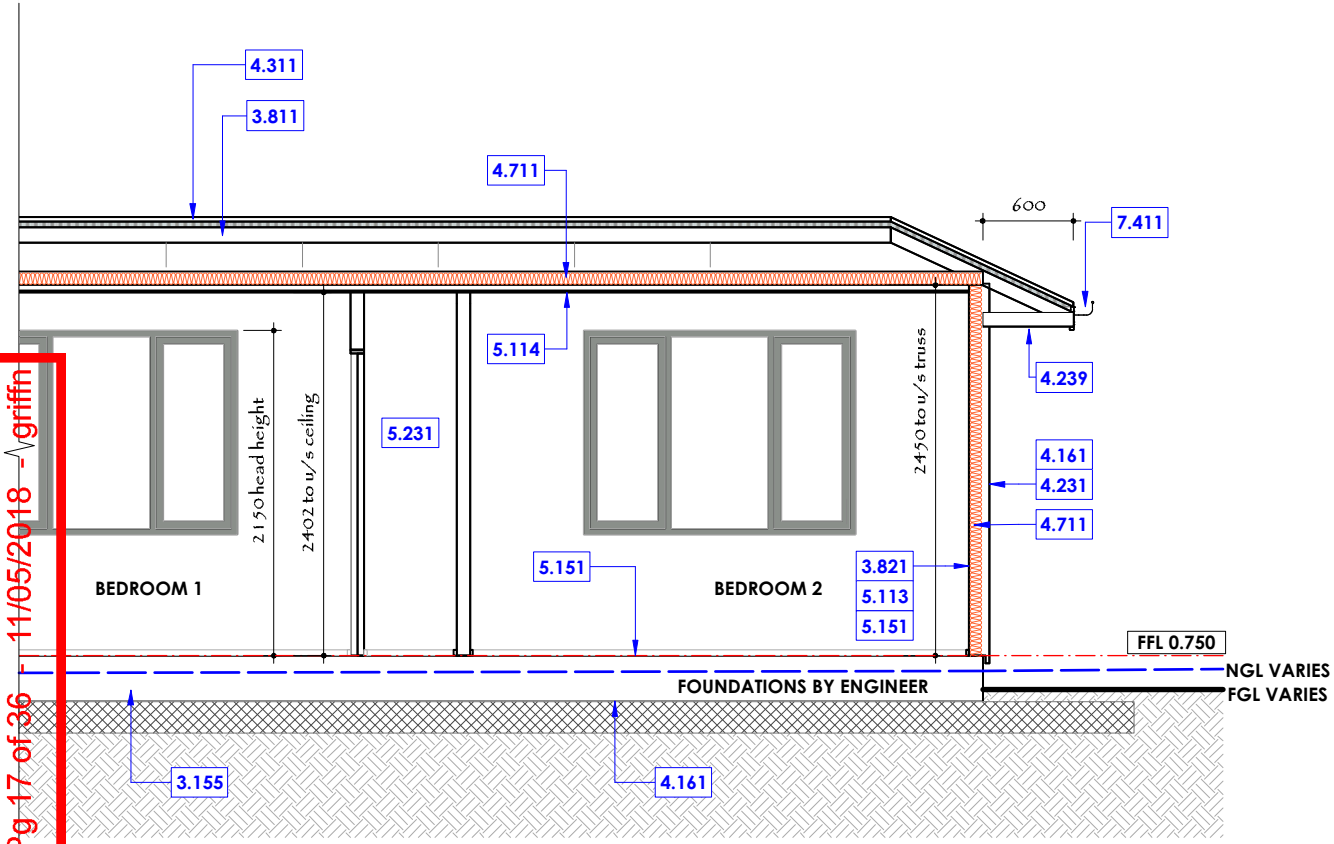 4.311
3.811
4.711
600
7.411
5.114
4.239
2150 head height
2402 to u/s ceiling
5.231
2450 to u/s truss
4.161
4.231
4.711
BEDROOM 1
5.151
BEDROOM 2
3.821
5.113
5.151
FFL 0.750
NGL VARIES
FOUNDATIONS BY ENGINEER
FGL VARIES
3.155
4.161
Pg 17 of 36 - 11/05/2018 - griffn